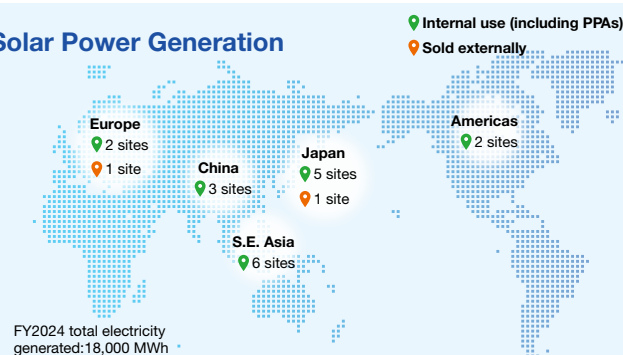 Solar Power Generation
Internal use (including PPAs)
Sold externally
Europe
2 sites
1 site
China
3 sites
Japan
5 sites
1 site
S.E. Asia
6 sites
Americas
2 sites
FY2024 total electricity
generated:18,000 MWh